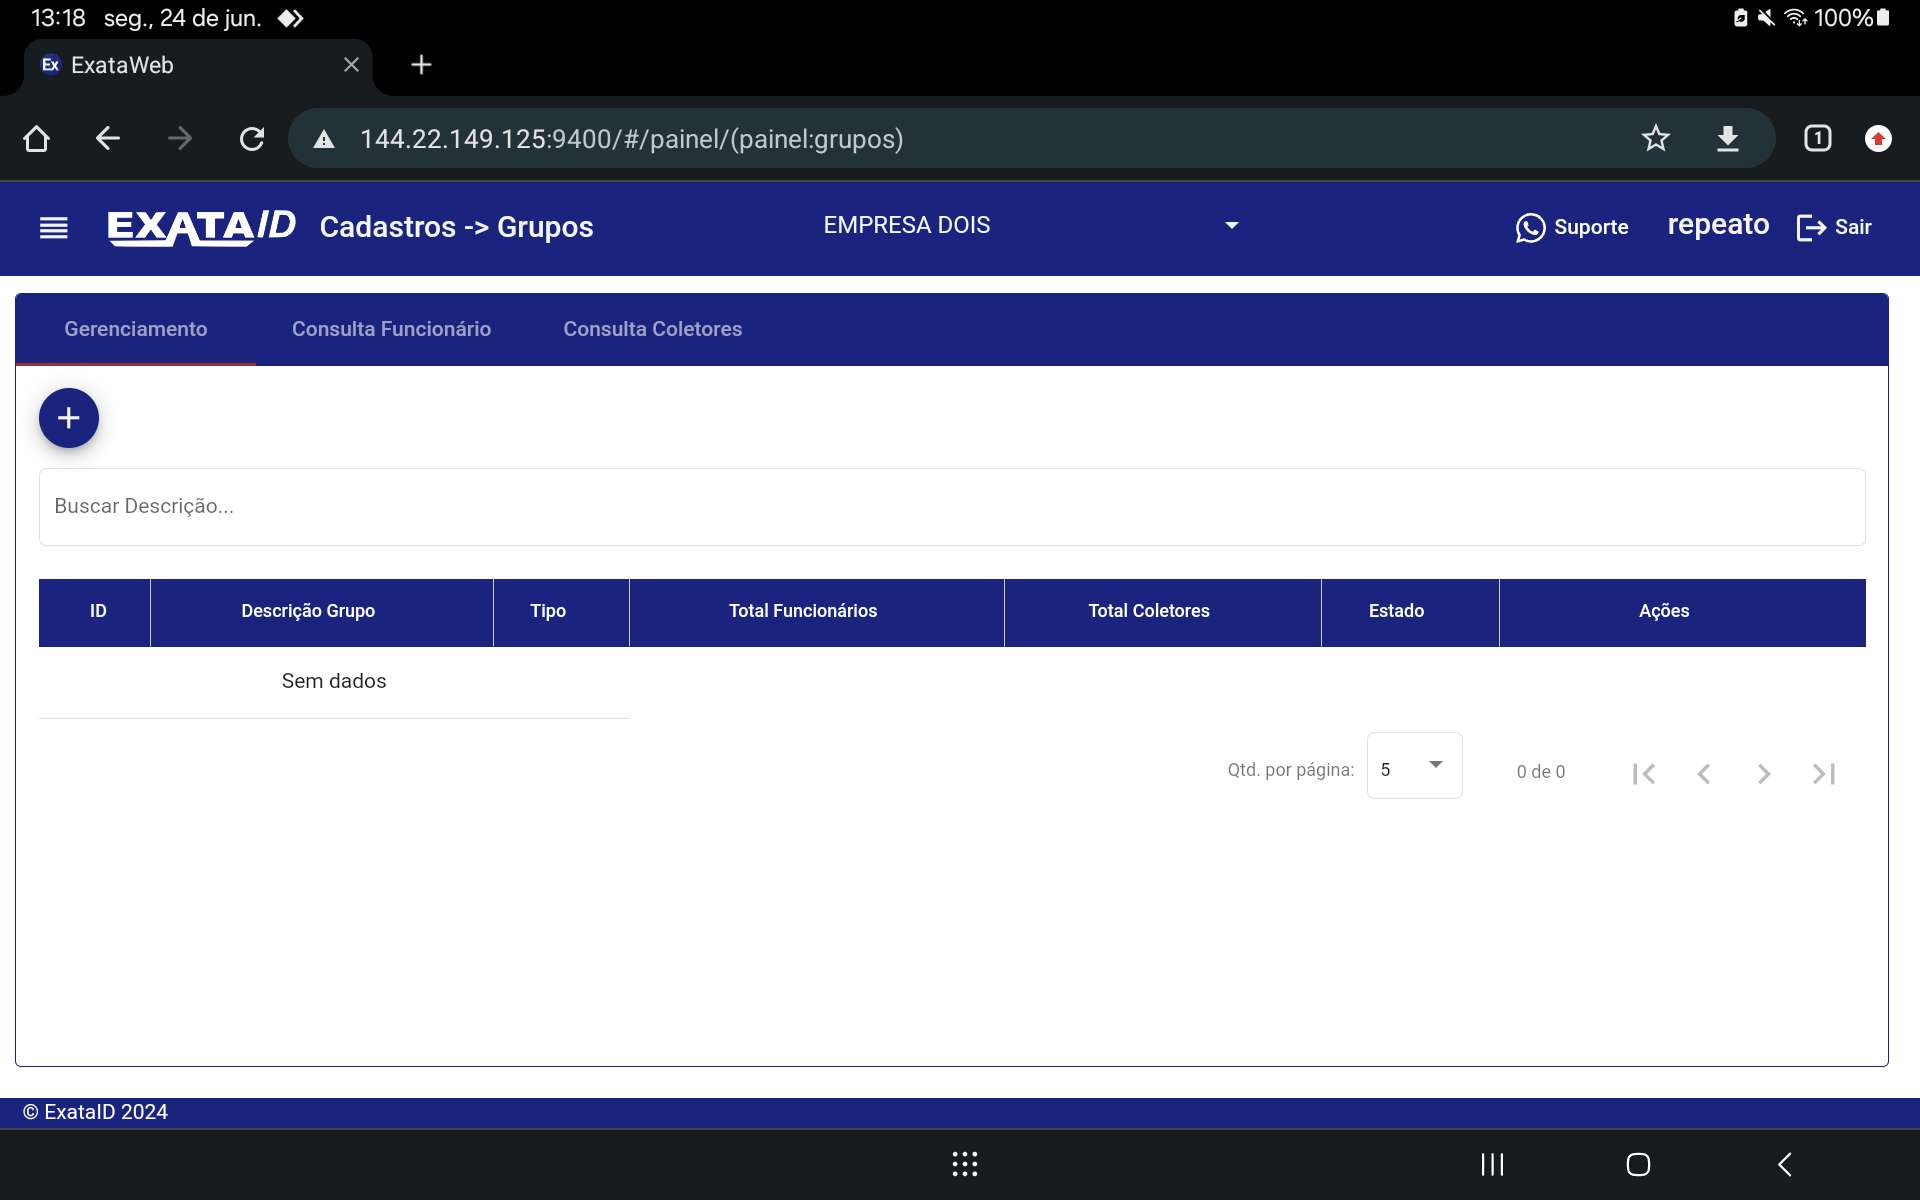 13:18 seg., 24 de jun. 100%
Ex ExataWeb
144.22.149.125:9400/#/painel/(painel:grupos) 1
EXATAID Cadastros -> Grupos EMPRESA DOIS Suporte repeato Sair
Gerenciamento Consulta Funcionário Consulta Coletores
Buscar Descrição...
ID Descrição Grupo Tipo Total Funcionários Total Coletores Estado Ações
Sem dados
Qtd. por página: 5 0 de 0
© ExataID 2024